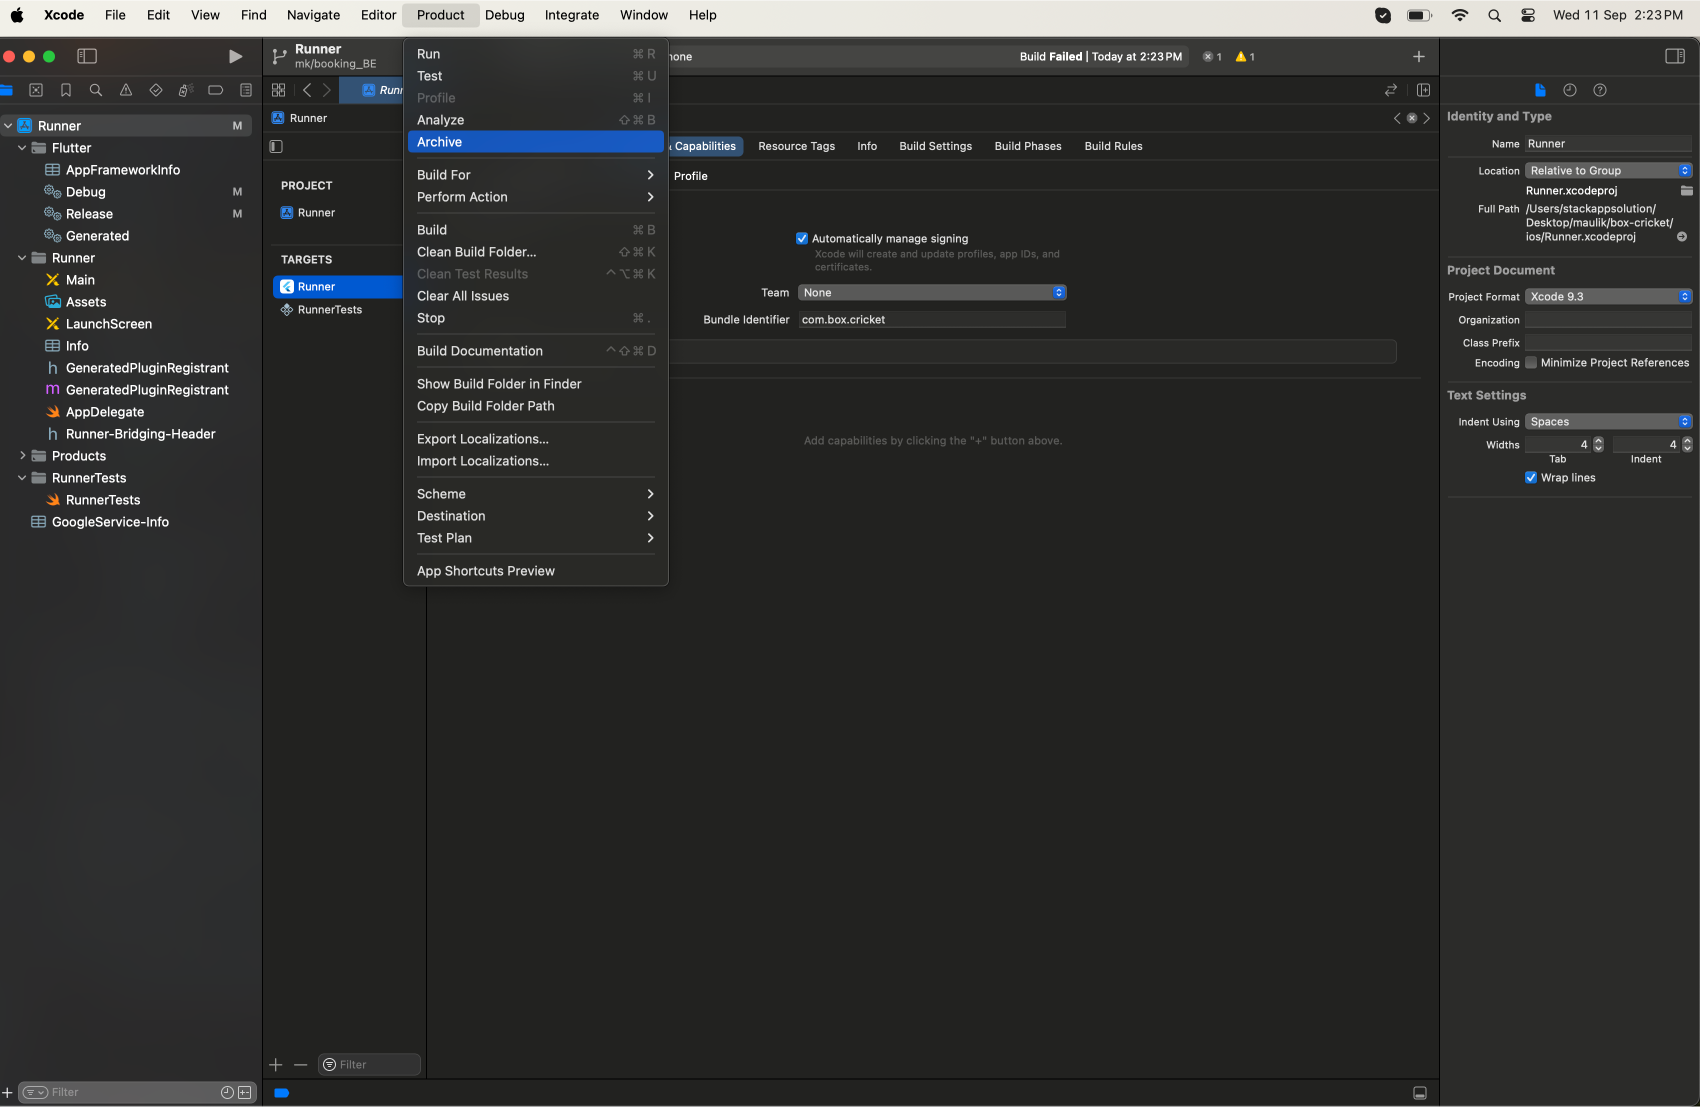 Xcode File Edit View Find Navigate Editor Product Debug Integrate Window Help
Wed 11 Sep 2:23 PM
Runner
mk/booking_BE
one
Build Failed | Today at 2:23 PM
1
1
Runner M
Flutter
AppFrameworkInfo
Debug M
Release M
Generated
Runner
Main
Assets
LaunchScreen
Info
GeneratedPluginRegistrant
GeneratedPluginRegistrant
AppDelegate
Runner-Bridging-Header
Products
RunnerTests
RunnerTests
GoogleService-Info
Filter
Runn
Runner
PROJECT
Runner
TARGETS
Runner
RunnerTests
Filter
Run ⌘ R
Test ⌘ U
Profile ⌘ I
Analyze ⇧ ⌘ B
Archive
Build For
Perform Action
Build ⌘ B
Clean Build Folder... ⇧ ⌘ K
Clean Test Results ^ ⌥ ⌘ K
Clear All Issues
Stop ⌘ .
Build Documentation ^ ⇧ ⌘ D
Show Build Folder in Finder
Copy Build Folder Path
Export Localizations...
Import Localizations...
Scheme
Destination
Test Plan
App Shortcuts Preview
Capabilities Resource Tags Info Build Settings Build Phases Build Rules
Profile
Automatically manage signing
Xcode will create and update profiles, app IDs, and
certificates.
Team None
Bundle Identifier com.box.cricket
Add capabilities by clicking the "+" button above.
Identity and Type
Name Runner
Location Relative to Group
Runner.xcodeproj
Full Path /Users/stackappsolution/
Desktop/maulik/box-cricket/
ios/Runner.xcodeproj
Project Document
Project Format Xcode 9.3
Organization
Class Prefix
Encoding Minimize Project References
Text Settings
Indent Using Spaces
Widths 4 4
Tab Indent
Wrap lines